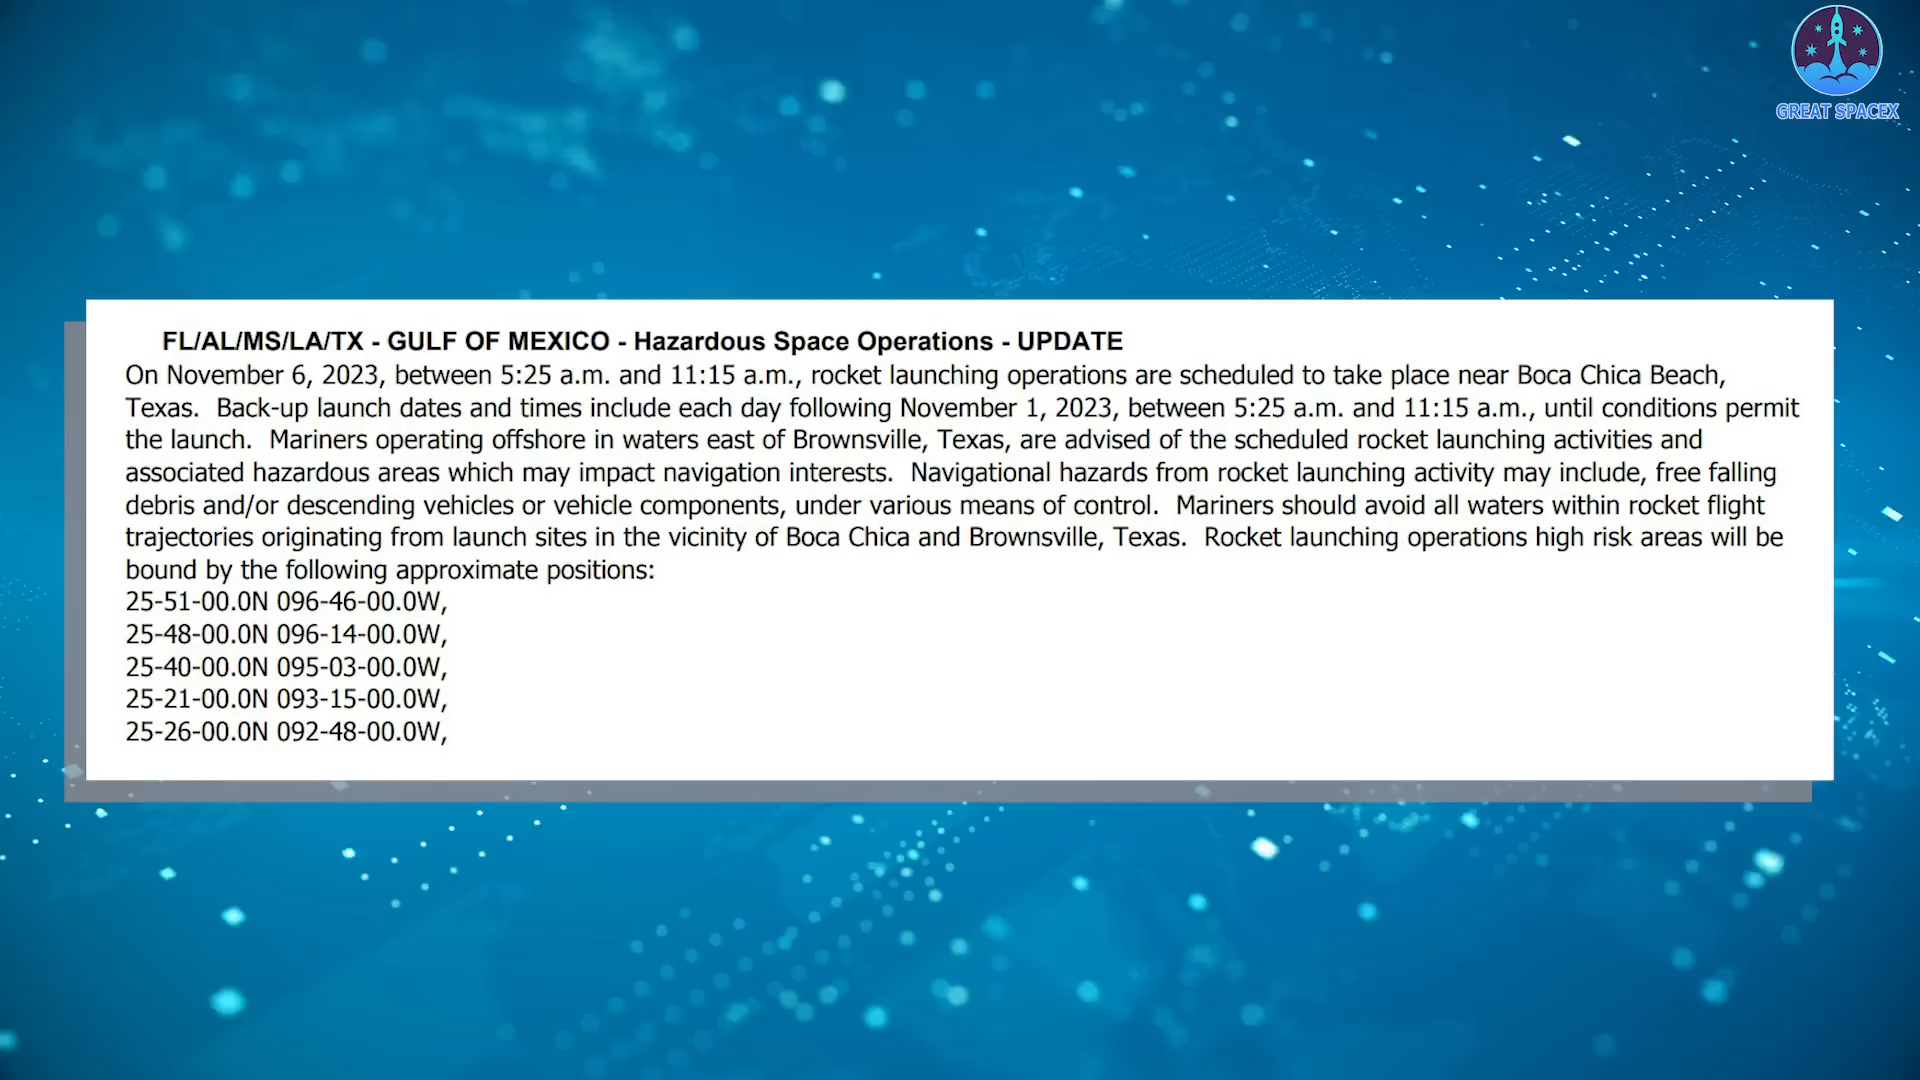 GREAT SPACEX
FL/AL/MS/LA/TX - GULF OF MEXICO - Hazardous Space Operations - UPDATE
On November 6, 2023, between 5:25 a.m. and 11:15 a.m., rocket launching operations are scheduled to take place near Boca Chica Beach,
Texas.  Back-up launch dates and times include each day following November 1, 2023, between 5:25 a.m. and 11:15 a.m., until conditions permit
the launch.  Mariners operating offshore in waters east of Brownsville, Texas, are advised of the scheduled rocket launching activities and
associated hazardous areas which may impact navigation interests.  Navigational hazards from rocket launching activity may include, free falling
debris and/or descending vehicles or vehicle components, under various means of control.  Mariners should avoid all waters within rocket flight
trajectories originating from launch sites in the vicinity of Boca Chica and Brownsville, Texas.  Rocket launching operations high risk areas will be
bound by the following approximate positions:
25-51-00.0N 096-46-00.0W,
25-48-00.0N 096-14-00.0W,
25-40-00.0N 095-03-00.0W,
25-21-00.0N 093-15-00.0W,
25-26-00.0N 092-48-00.0W,